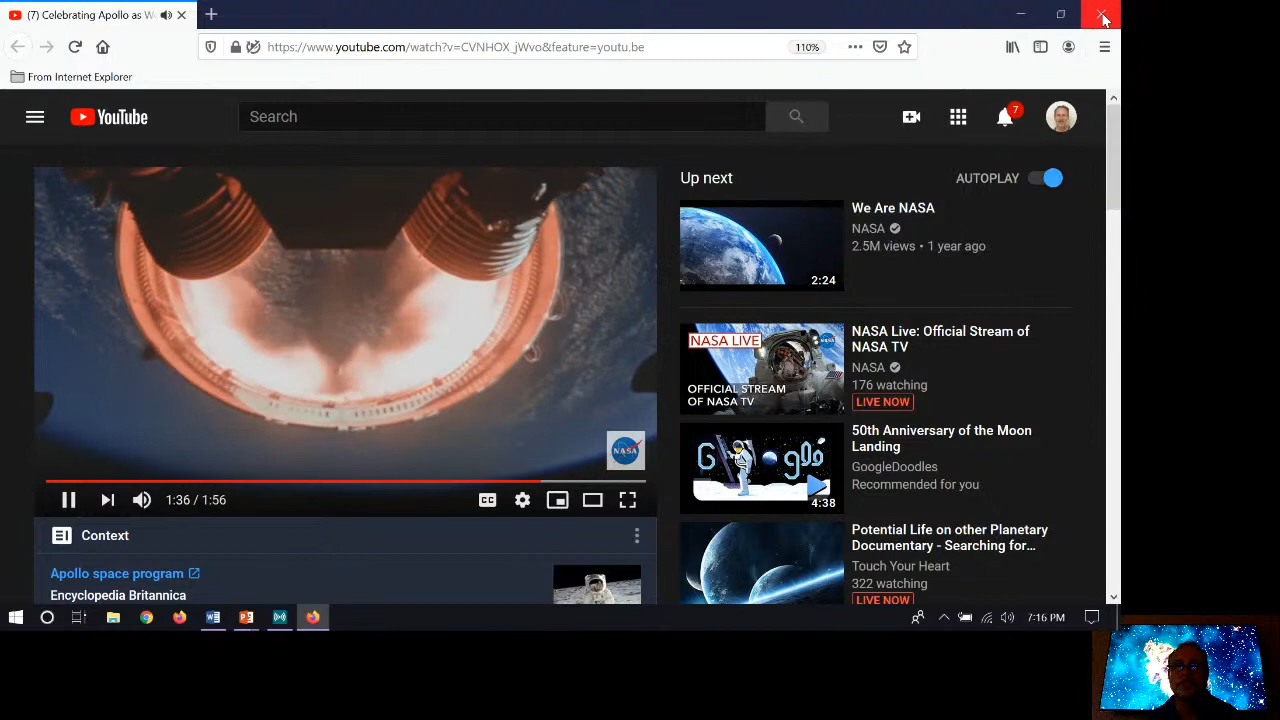 (7) Celebrating Apollo as W
https://www.youtube.com/watch?v=CVNHOX_jWvo&feature=youtu.be
110%
From Internet Explorer
YouTube
Search
7
Up next
AUTOPLAY
We Are NASA
NASA
2.5M views • 1 year ago
2:24
NASA LIVE
OFFICIAL STREAM
OF NASA TV
NASA Live: Official Stream of
NASA TV
NASA
176 watching
LIVE NOW
50th Anniversary of the Moon
Landing
GoogleDoodles
Recommended for you
4:38
NASA
1:36 / 1:56
CC
Context
Apollo space program
Encyclopedia Britannica
Potential Life on other Planetary
Documentary - Searching for…
Touch Your Heart
322 watching
LIVE NOW
7:16 PM